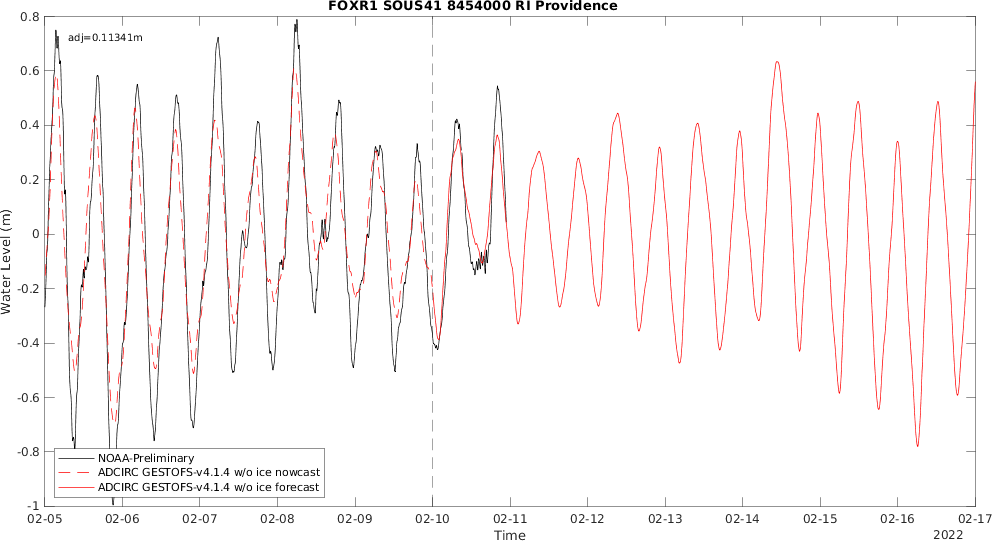 FOXR1 SOUS41 8454000 RI Providence
adj=0.11341m
0.8
0.6
0.4
0.2
0
-0.2
-0.4
-0.6
-0.8
-1
Water Level (m)
NOAA-Preliminary
ADCIRC GESTOFS-v4.1.4 w/o ice nowcast
ADCIRC GESTOFS-v4.1.4 w/o ice forecast
02-05 02-06 02-07 02-08 02-09 02-10 02-11 02-12 02-13 02-14 02-15 02-16 02-17
Time
2022